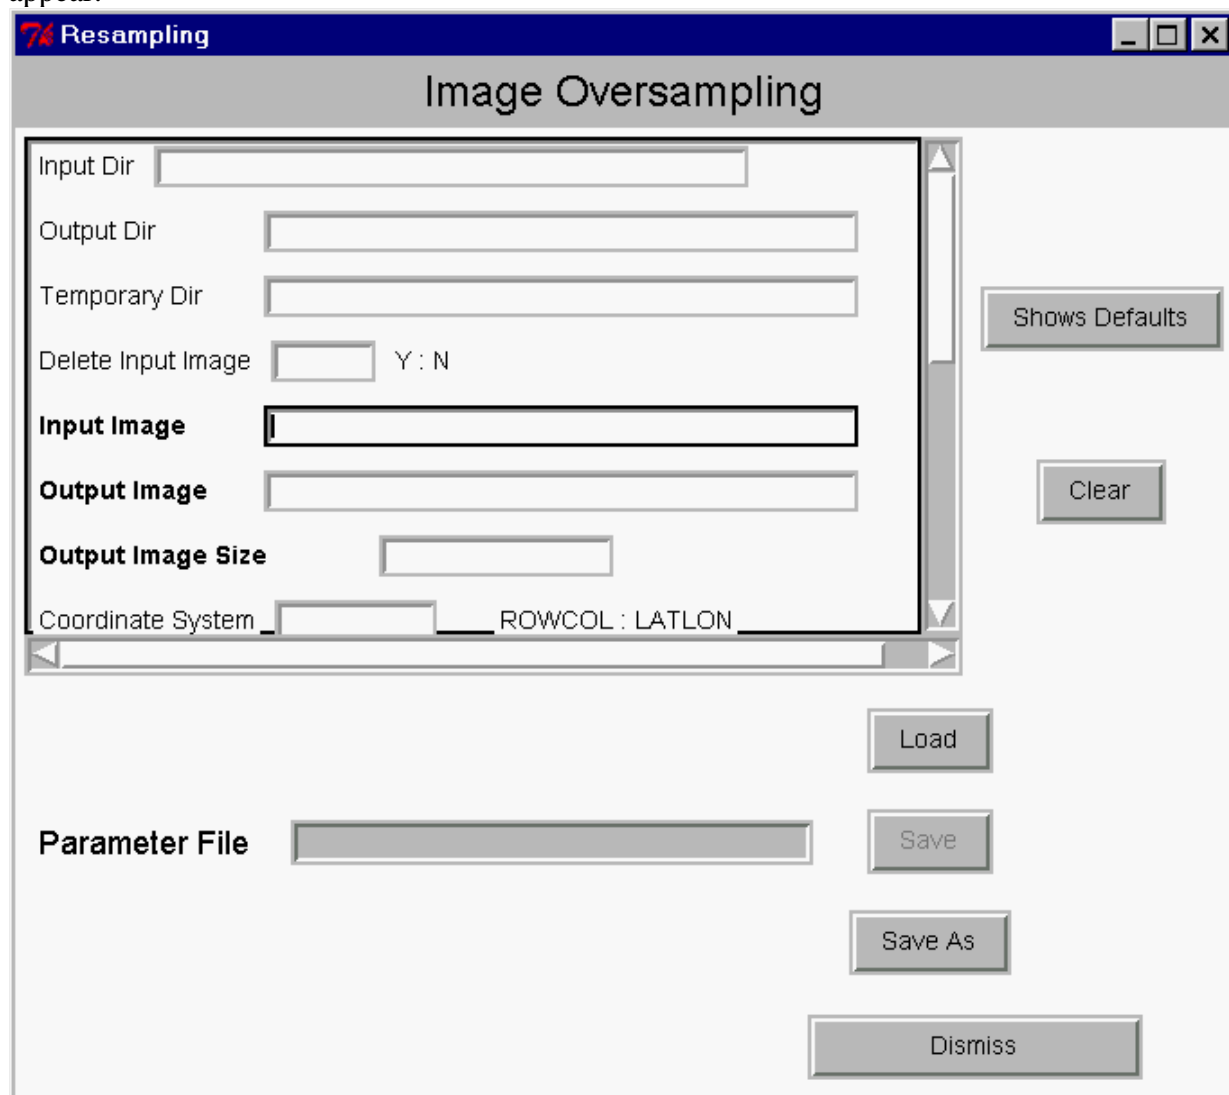 appear.
Resampling
Image Oversampling
Input Dir
Output Dir
Temporary Dir
Shows Defaults
Delete Input Image Y : N
Input Image
Clear
Output Image
Output Image Size
Coordinate System ROWCOL : LATLON
Load
Parameter File
Save
Save As
Dismiss